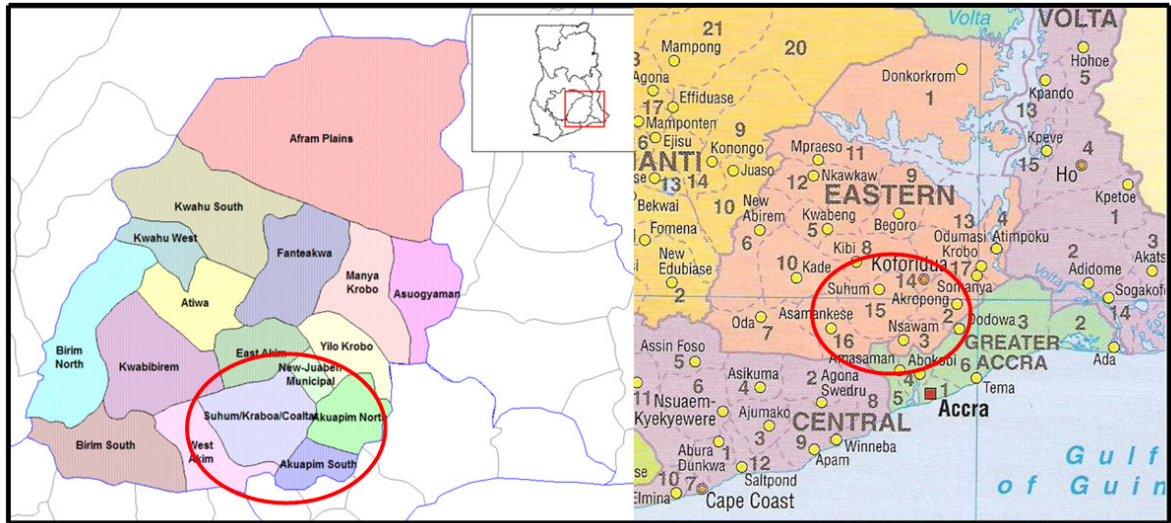 Afram Plains
Kwahu South
Kwahu West
Fanteakwa
Manya
Krobo
Asuogyaman
Atiwa
Birim
North
Kwabibirem
East Akim
Yilo Krobo
New-Juaben
Municipal
Suhum/Kraboa/Coaltar
Akuapim North
Birim South
West
Akim
Akuapim South
21
Mampong
20
Volta
VOLTA
Hohoe
5
Agona
Donkorkrom
1
Kpando
17
Effiduase
13
Mamponten
9
6
Ejisu
Konongo
Mpraeso
11
Kpeve
4
15
ANTI
Juaso
Nkawkaw
12
9
Ho
13
14
EASTERN
Kpetoe
Bekwai
10
New
Abirem
Kwabeng
Begoro
13
4
1
Fomena
6
5
Odumasi
Krobo
Atimpoku
Kibi
8
2
3
New
Edubiase
10
Kade
Koforidua
17
Adidome
Akats
2
Suhum
14
Somanya
Volta
Sogakofe
15
Akropong
14
Oda
7
Asamankese
2
Dodowa
3
2
16
Nsawam
3
GREATER
ACCRA
Ada
Assin Foso
5
Amasaman
Abokobi
6
Asikuma
2
Agona
Swedru
4
Tema
6
4
8
5
1
Accra
11
Nsuaem-
Kyekyewere
Ajumako
CENTRAL
3
9
Winneba
Abura
Dunkwa
1
Apam
Gulf
12
Saltpond
of Guin
10
7
Elmina
Cape Coast